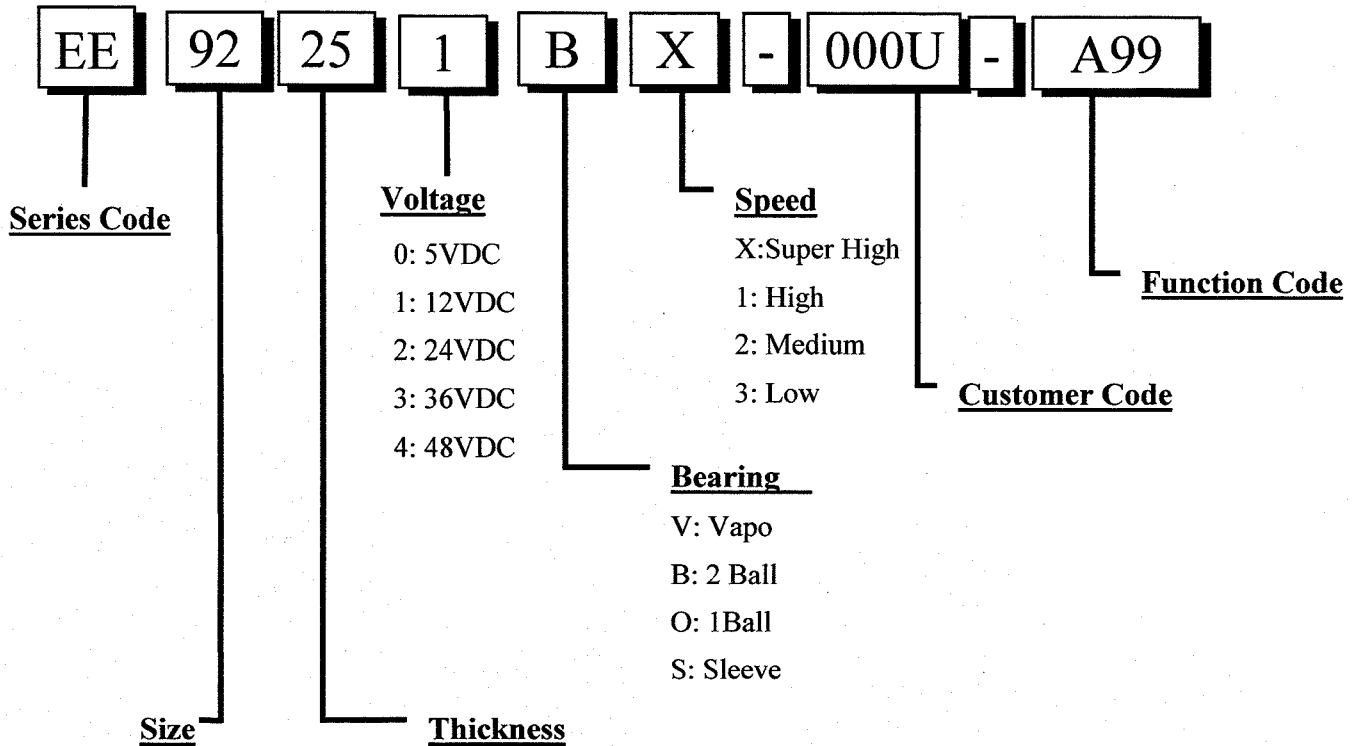 EE 92 25 1 B X - 000U - A99
Series Code
Voltage
0: 5VDC
1: 12VDC
2: 24VDC
3: 36VDC
4: 48VDC
Speed
X:Super High
1: High
2: Medium
3: Low
Function Code
Customer Code
Bearing
V: Vapo
B: 2 Ball
O: 1Ball
S: Sleeve
Size
Thickness